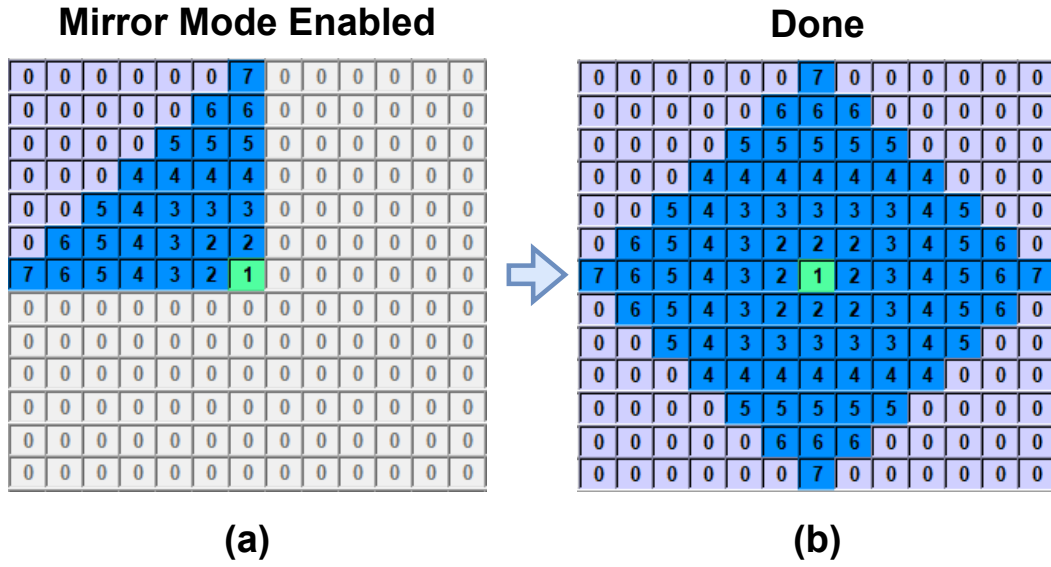 Mirror Mode Enabled
Done
0 0 0 0 0 0 7 0 0 0 0 0 0
0 0 0 0 0 6 6 0 0 0 0 0 0
0 0 0 0 5 5 5 0 0 0 0 0 0
0 0 0 4 4 4 4 0 0 0 0 0 0
0 0 5 4 3 3 3 0 0 0 0 0 0
0 6 5 4 3 2 2 0 0 0 0 0 0
7 6 5 4 3 2 1 0 0 0 0 0 0
0 0 0 0 0 0 0 0 0 0 0 0 0
0 0 0 0 0 0 0 0 0 0 0 0 0
0 0 0 0 0 0 0 0 0 0 0 0 0
0 0 0 0 0 0 0 0 0 0 0 0 0
0 0 0 0 0 0 0 0 0 0 0 0 0
0 0 0 0 0 0 0 0 0 0 0 0 0
0 0 0 0 0 0 7 0 0 0 0 0 0
0 0 0 0 0 6 6 6 0 0 0 0 0
0 0 0 0 5 5 5 5 5 0 0 0 0
0 0 0 4 4 4 4 4 4 4 0 0 0
0 0 5 4 3 3 3 3 3 4 5 0 0
0 6 5 4 3 2 2 2 3 4 5 6 0
7 6 5 4 3 2 1 2 3 4 5 6 7
0 6 5 4 3 2 2 2 3 4 5 6 0
0 0 5 4 3 3 3 3 3 4 5 0 0
0 0 0 4 4 4 4 4 4 4 0 0 0
0 0 0 0 5 5 5 5 5 0 0 0 0
0 0 0 0 0 6 6 6 0 0 0 0 0
0 0 0 0 0 0 7 0 0 0 0 0 0
(a)
(b)